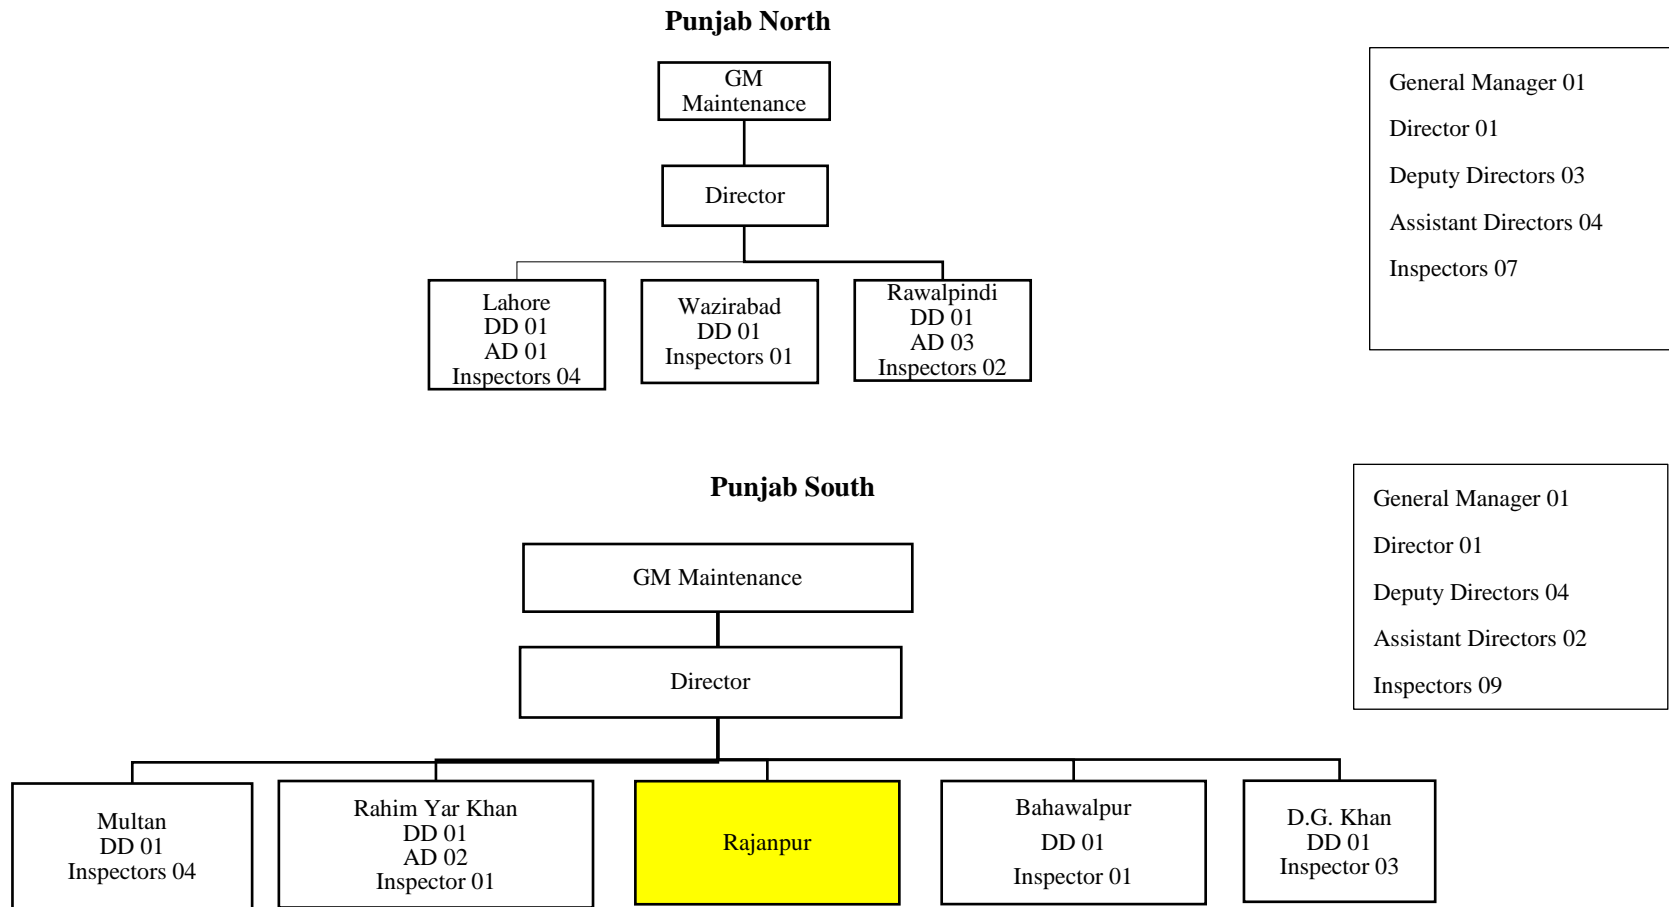 Punjab North
GM
Maintenance
Director
Lahore
DD 01
AD 01
Inspectors 04
Wazirabad
DD 01
Inspectors 01
Rawalpindi
DD 01
AD 03
Inspectors 02
General Manager 01
Director 01
Deputy Directors 03
Assistant Directors 04
Inspectors 07
Punjab South
GM Maintenance
Director
Multan
DD 01
Inspectors 04
Rahim Yar Khan
DD 01
AD 02
Inspector 01
Rajanpur
Bahawalpur
DD 01
Inspector 01
D.G. Khan
DD 01
Inspector 03
General Manager 01
Director 01
Deputy Directors 04
Assistant Directors 02
Inspectors 09